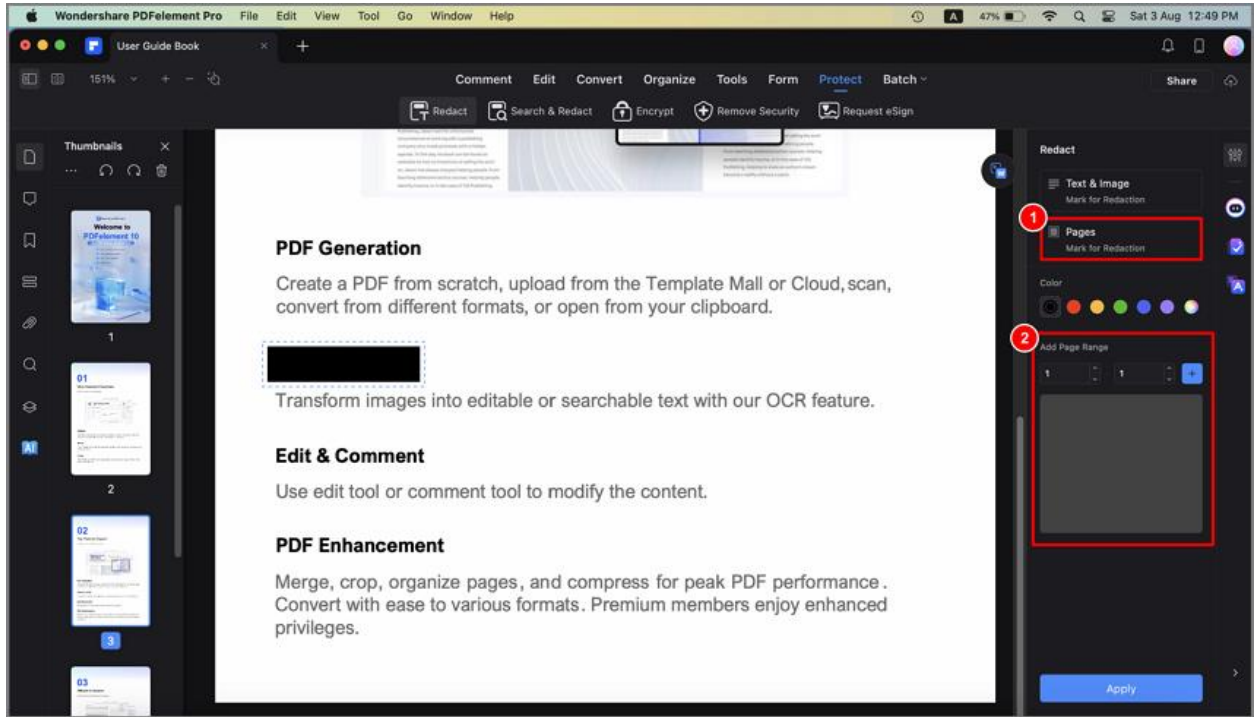 Wondershare PDFelement Pro File Edit View Tool Go Window Help A 47% Sat 3 Aug 12:49 PM
User Guide Book × +
151% + − Comment Edit Convert Organize Tools Form Protect Batch Share
Redact Search & Redact Encrypt Remove Security Request eSign
Thumbnails ×
...
Welcome to
PDFelement 10
1
01
2
02
3
03
AI
PDF Generation
Create a PDF from scratch, upload from the Template Mall or Cloud, scan,
convert from different formats, or open from your clipboard.
Transform images into editable or searchable text with our OCR feature.
Edit & Comment
Use edit tool or comment tool to modify the content.
PDF Enhancement
Merge, crop, organize pages, and compress for peak PDF performance.
Convert with ease to various formats. Premium members enjoy enhanced
privileges.
Redact
Text & Image
Mark for Redaction
1
Pages
Mark for Redaction
Color
2
Add Page Range
1 1 +
Apply